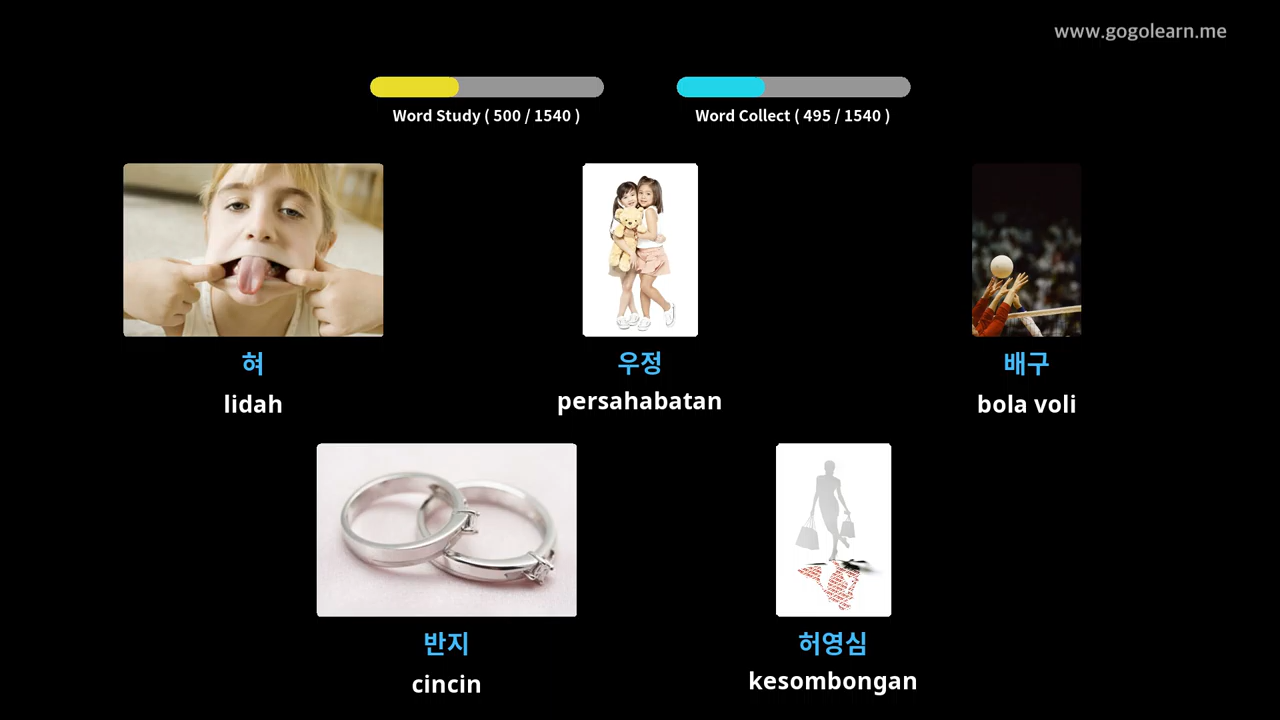 www.gogolearn.me
Word Study ( 500 / 1540 )
Word Collect ( 495 / 1540 )
혀
lidah
우정
persahabatan
배구
bola voli
반지
cincin
허영심
kesombongan